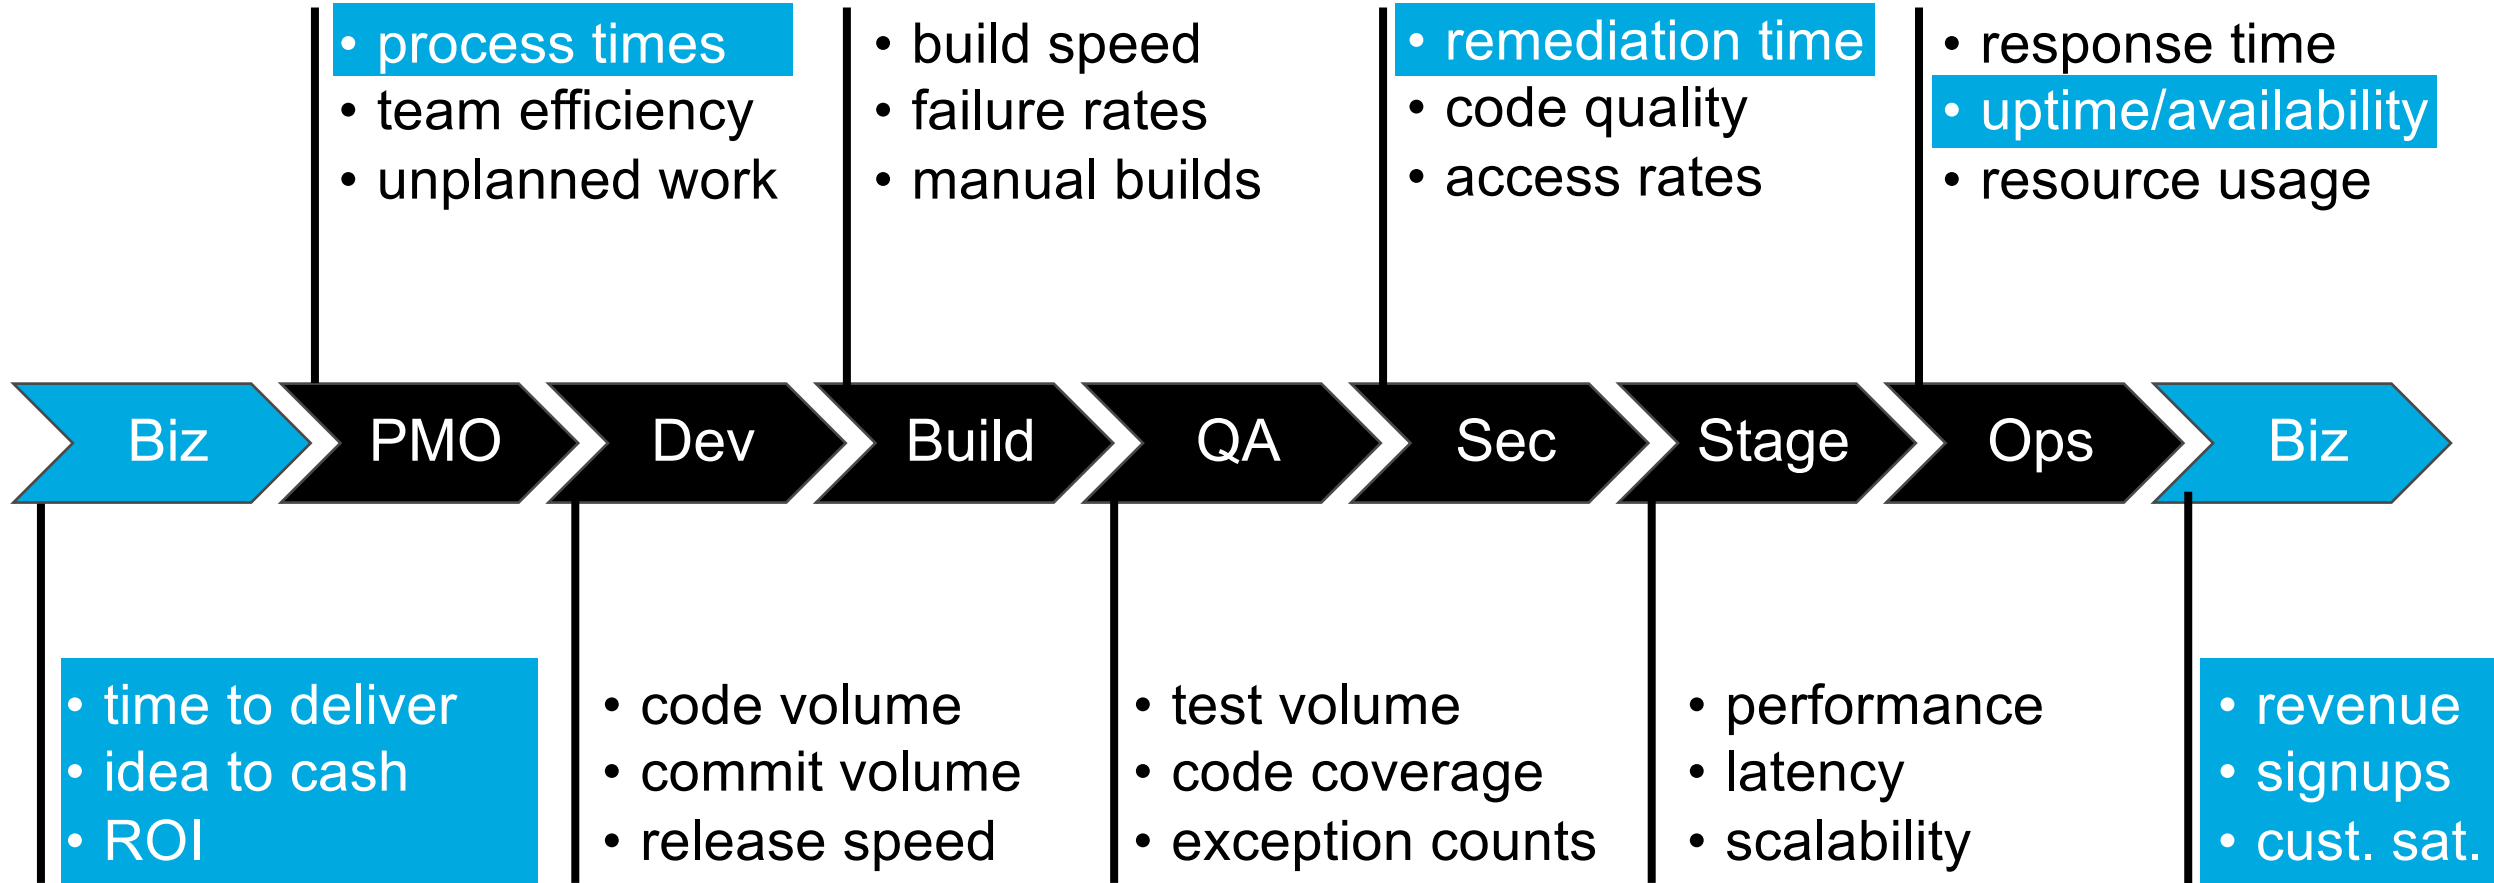 • process times
• team efficiency
• unplanned work
• build speed
• failure rates
• manual builds
• remediation time
• code quality
• access rates
• response time
• uptime/availability
• resource usage
Biz
PMO
Dev
Build
QA
Sec
Stage
Ops
Biz
• time to deliver
• idea to cash
• ROI
• code volume
• commit volume
• release speed
• test volume
• code coverage
• exception counts
• performance
• latency
• scalability
• revenue
• signups
• cust. sat.